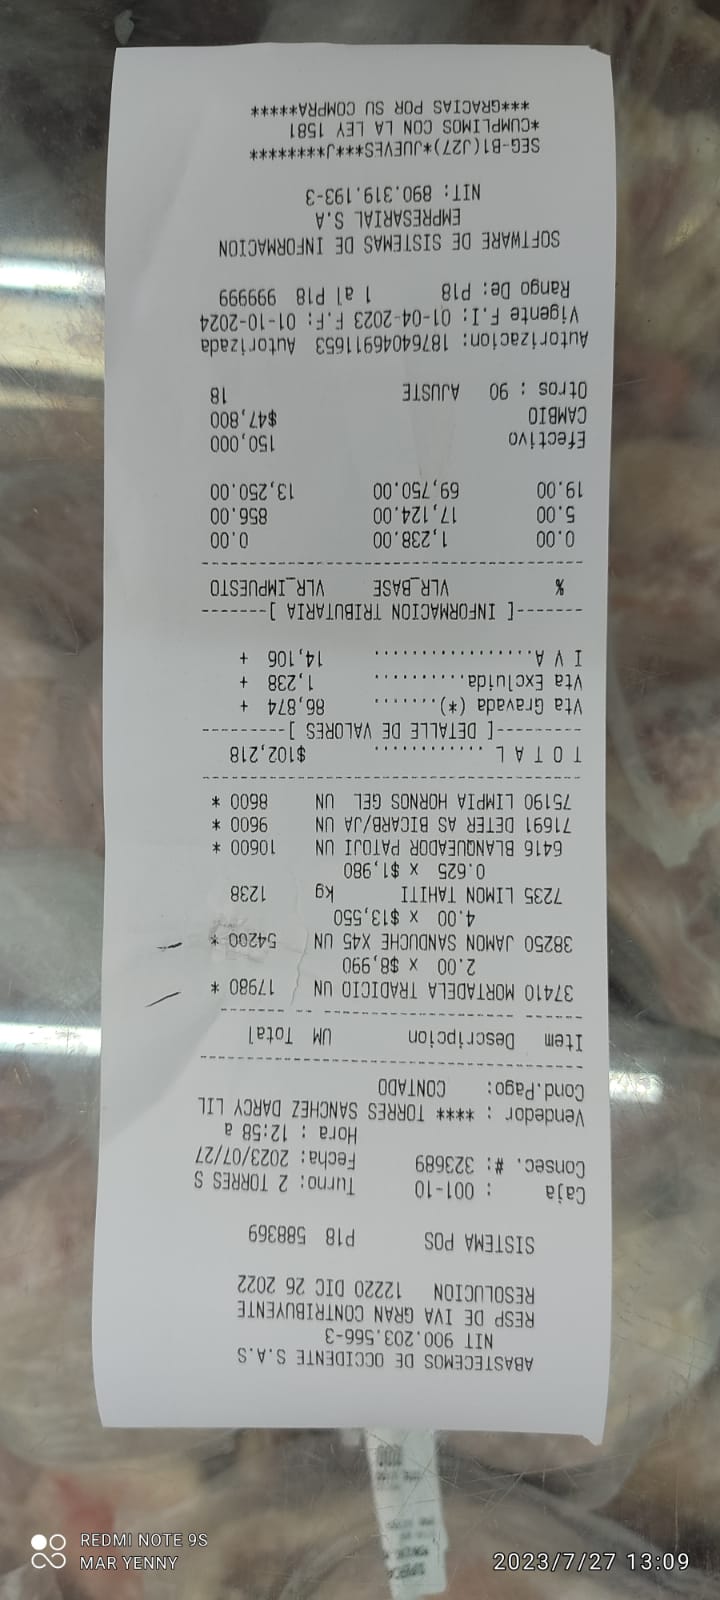 ABASTECEMOS DE OCCIDENTE S.A.S
NIT 900.203.566-3
RESP DE IVA GRAN CONTRIBUYENTE
RESOLUCION 12220 DIC 26 2022
SISTEMA POS P18 588369
Caja : 001-10 Turno: 2 TORRES S
Consec. #: 323689 Fecha: 2023/07/27
Hora : 12:58 a
Vendedor : **** TORRES SANCHEZ DARCY LIL
Cond.Pago: CONTADO
Item Descripcion UM Total
37410 MORTADELA TRADICIO UN 17980 *
2.00 x $8,990
38250 JAMON SANDUCHE X45 UN 54200 *
4.00 x $13,550
7235 LIMON TAHITI kg 1238
0.625 x $1,980
6416 BLANQUEADOR PATOJI UN 10600 *
71691 DETER AS BICARB/JA UN 9600 *
75190 LIMPIA HORNOS GEL UN 8600 *
T O T A L ............ $102,218
---------[ DETALLE DE VALORES ]---------
Vta Gravada (*)....... 86,874 +
Vta Excluida.......... 1,238 +
I V A................. 14,106 +
-------[ INFORMACION TRIBUTARIA ]-------
% VLR_BASE VLR_IMPUESTO
0.00 1,238.00 0.00
5.00 17,124.00 856.00
19.00 69,750.00 13,250.00
Efectivo 150,000
CAMBIO $47,800
Otros : 90 AJUSTE 18
Autorizacion: 18764046911653 Autorizada
Vigente F.I: 01-04-2023 F.F: 01-10-2024
Rango De: P18 1 al P18 999999
SOFTWARE DE SISTEMAS DE INFORMACION
EMPRESARIAL S.A
NIT: 890.319.193-3
SEG-B1(J27)*JUEVES***J*********
*CUMPLIMOS CON LA LEY 1581
***GRACIAS POR SU COMPRA******
REDMI NOTE 9S
MAR YENNY
2023/7/27 13:09